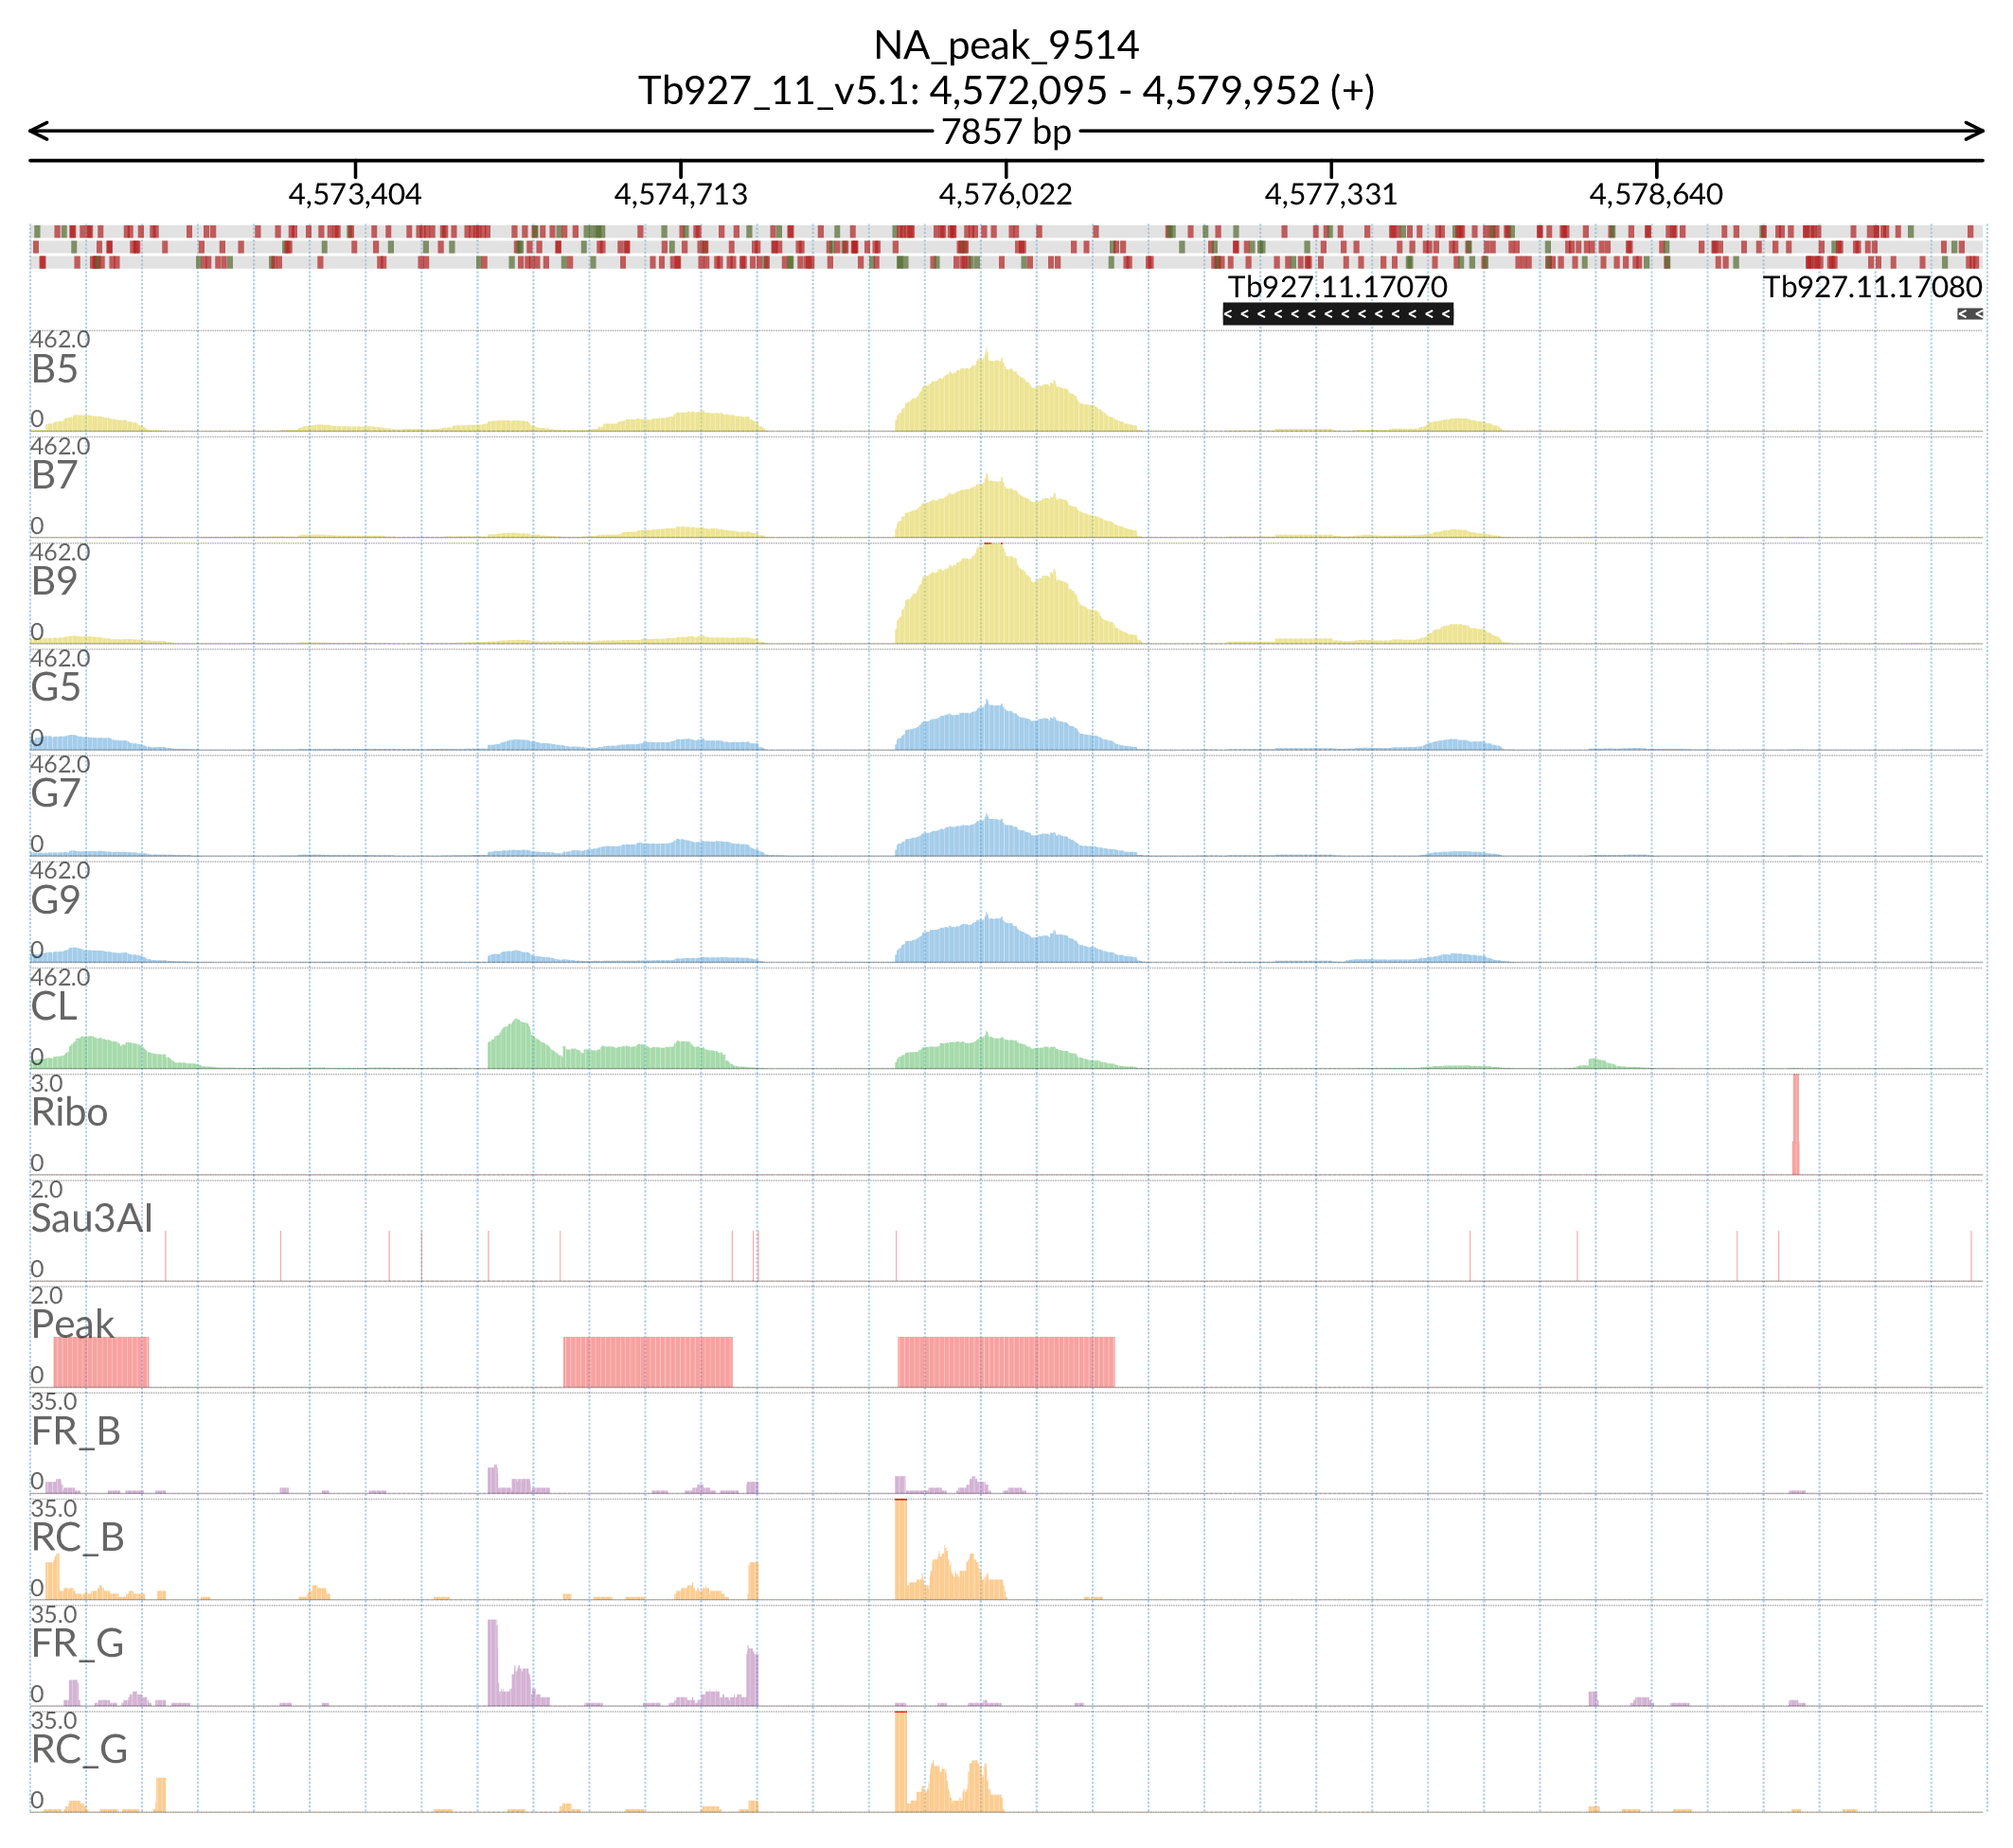 NA_peak_9514
Tb927_11_v5.1: 4,572,095 - 4,579,952 (+)
7857 bp
4,573,404 4,574,713 4,576,022 4,577,331 4,578,640
Tb927.11.17070 Tb927.11.17080
462.0
B5
0
462.0
B7
0
462.0
B9
0
462.0
G5
0
462.0
G7
0
462.0
G9
0
462.0
CL
0
3.0
Ribo
0
2.0
Sau3AI
0
2.0
Peak
0
35.0
FR_B
0
35.0
RC_B
0
35.0
FR_G
0
35.0
RC_G
0